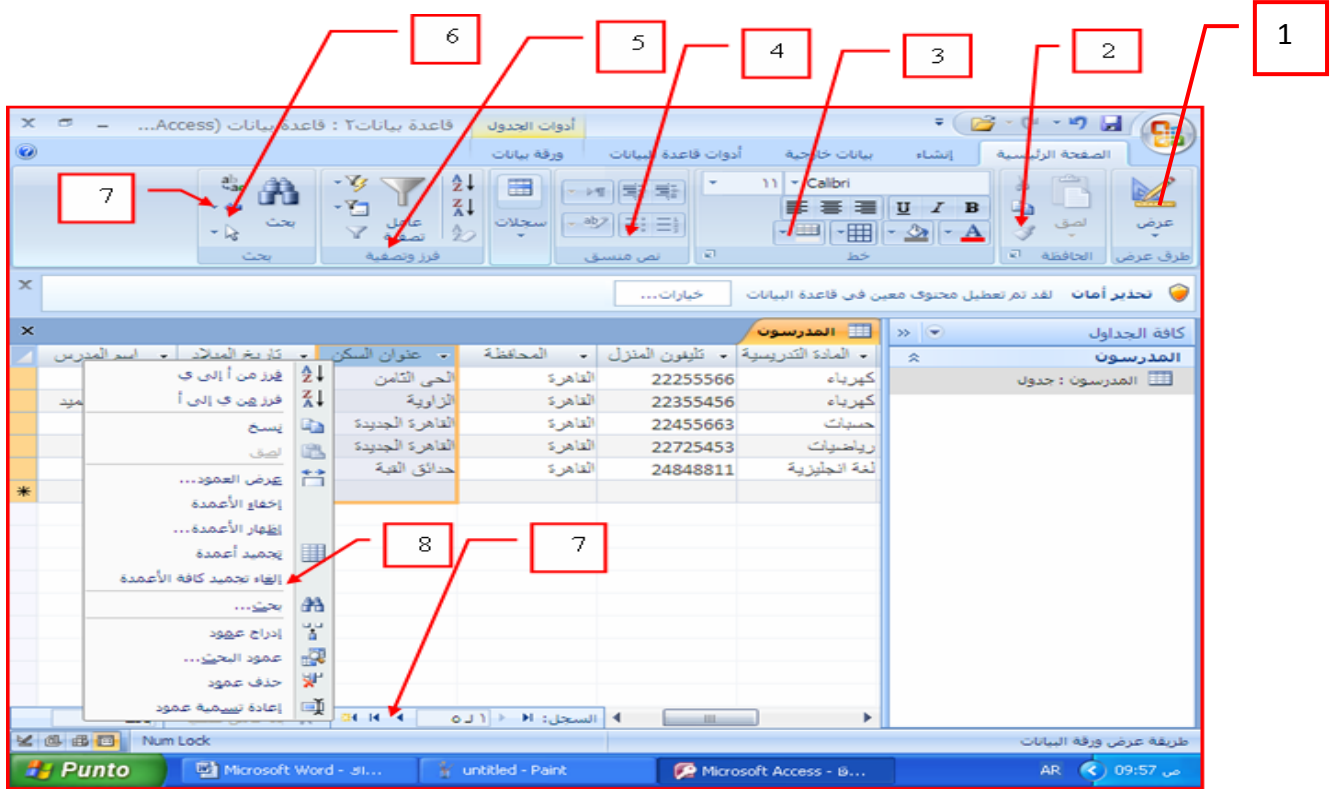 6
5
4
3
2
1
7
قاعدة بيانات٢ : قاعدة بيانات (Access...
أدوات الجدول
الصفحة الرئيسية
إنشاء
بيانات خارجية
أدوات قاعدة البيانات
ورقة بيانات
عرض
لصق
Calibri
١١
B I U
A
سجلات
عامل تصفية
بحث
طرق عرض
الحافظة
خط
نص منسق
فرز وتصفية
بحث
تحذير أمان لقد تم تعطيل محتوى معين في قاعدة البيانات
خيارات...
كافة الجداول
المدرسون
المدرسون : جدول
المدرسون
المادة التدريسية
تليفون المنزل
المحافظة
عنوان السكن
تاريخ الميلاد
اسم المدرس
كهرباء 22255566 القاهرة الحى الثامن
كهرباء 22355456 القاهرة الزاوية
حسبات 22455663 القاهرة القاهرة الجديدة
رياضيات 22725453 القاهرة القاهرة الجديدة
لغة انجليزية 24848811 القاهرة حدائق القبة
فرز من أ إلى ي
فرز من ي إلى أ
نسخ
لصق
عرض العمود...
إخفاء الأعمدة
إظهار الأعمدة...
تجميد أعمدة
إلغاء تجميد كافة الأعمدة
بحث...
إدراج عمود
عمود البحث...
حذف عمود
إعادة تسمية عمود
8
7
السجل: ١ لـ ٥
طريقة عرض ورقة البيانات
Num Lock
Punto
Microsoft Word - ال...
untitled - Paint
Microsoft Access - ق...
AR
09:57 ص